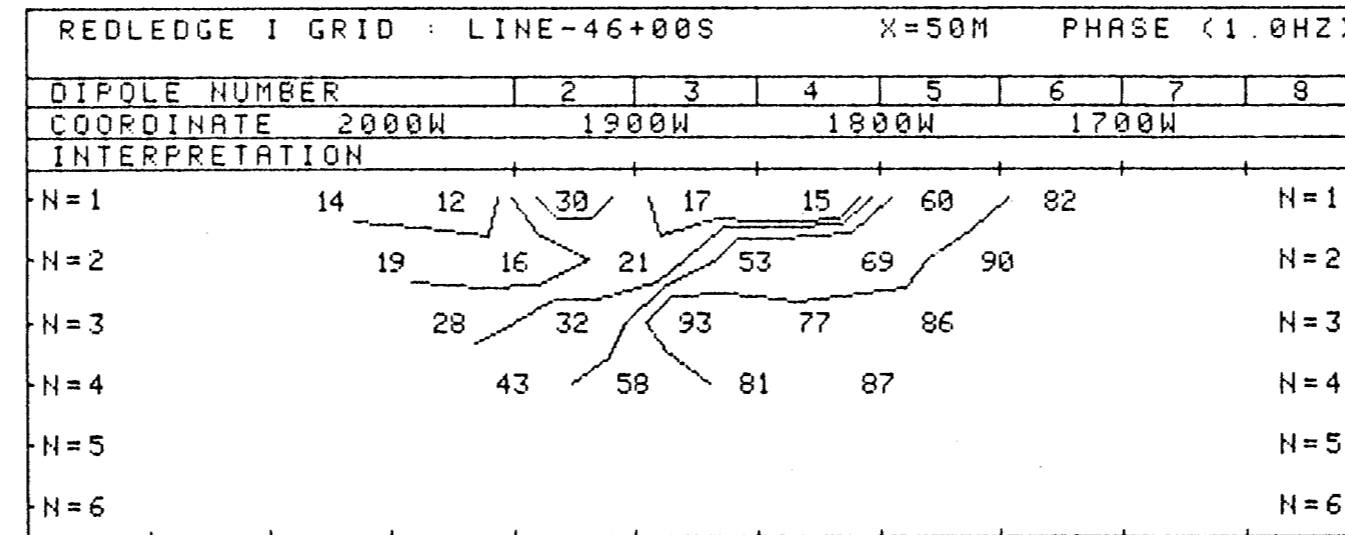 REDLEDGE I GRID : LINE-46+00S X=50M PHASE (1.0HZ)
DIPOLE NUMBER 2 3 4 5 6 7 8
COORDINATE 2000W 1900W 1800W 1700W
INTERPRETATION
N=1 14 12 30 17 15 60 82 N=1
N=2 19 16 21 53 69 90 N=2
N=3 28 32 93 77 86 N=3
N=4 43 58 81 87 N=4
N=5 N=5
N=6 N=6